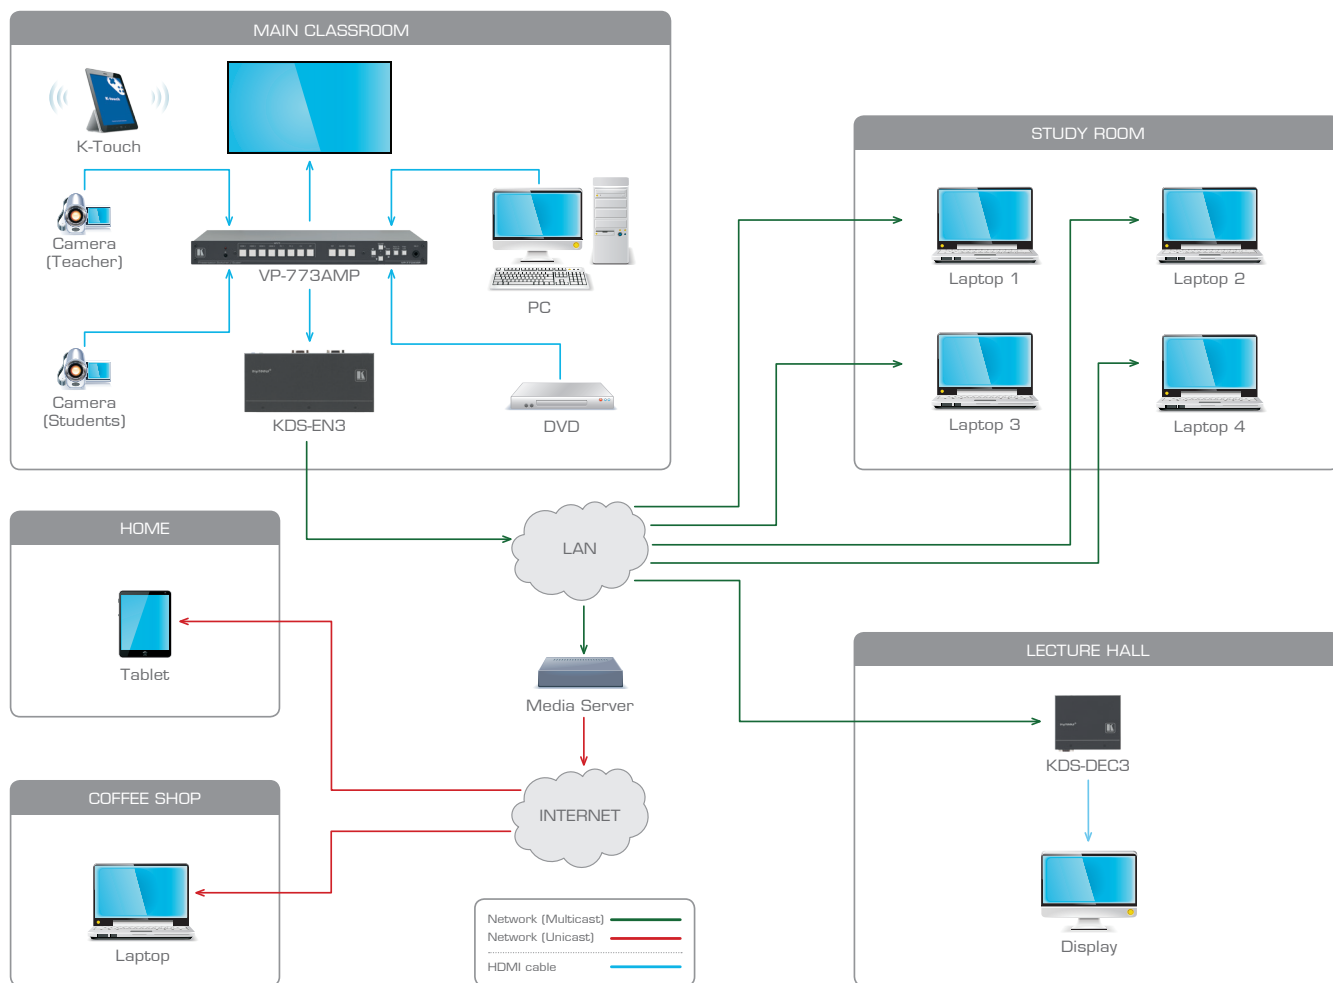 MAIN CLASSROOM
K-Touch
Camera
(Teacher)
VP-773AMP
PC
Camera
(Students)
KDS-EN3
DVD
STUDY ROOM
Laptop 1
Laptop 2
Laptop 3
Laptop 4
HOME
Tablet
LAN
Media Server
INTERNET
COFFEE SHOP
Laptop
LECTURE HALL
KDS-DEC3
Display
Network (Multicast)
Network (Unicast)
HDMI cable